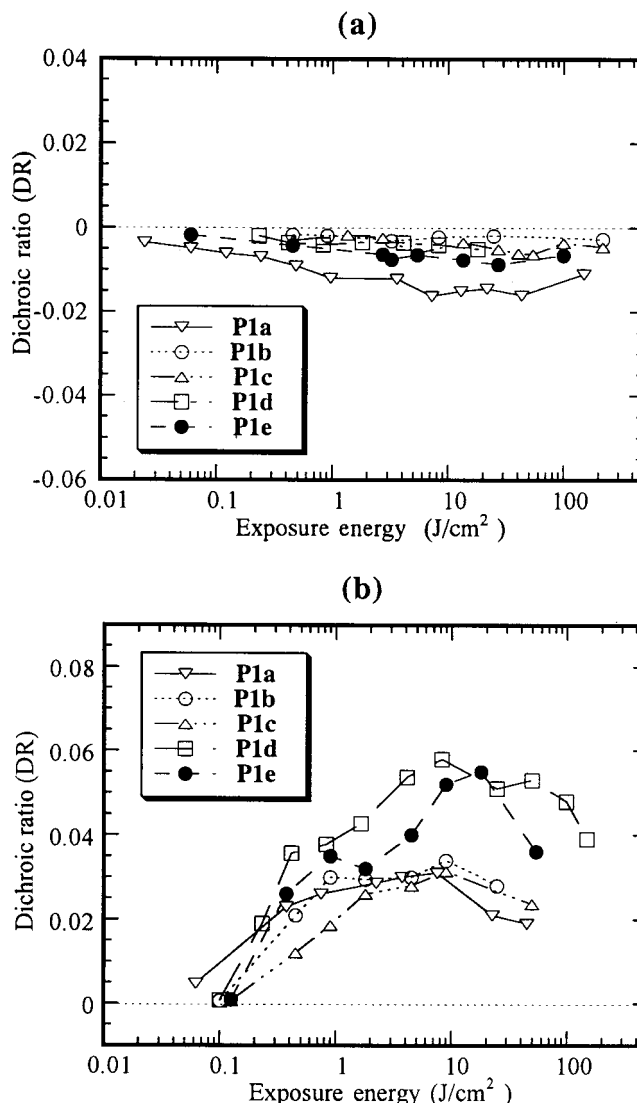 (a)
0.04
0.02
0
-0.02
-0.04
-0.06
Dichroic ratio (DR)
P1a
P1b
P1c
P1d
P1e
0.01
0.1
1
10
100
Exposure energy (J/cm²)
(b)
0.08
0.06
0.04
0.02
0
Dichroic ratio (DR)
P1a
P1b
P1c
P1d
P1e
0.01
0.1
1
10
100
Exposure energy (J/cm²)